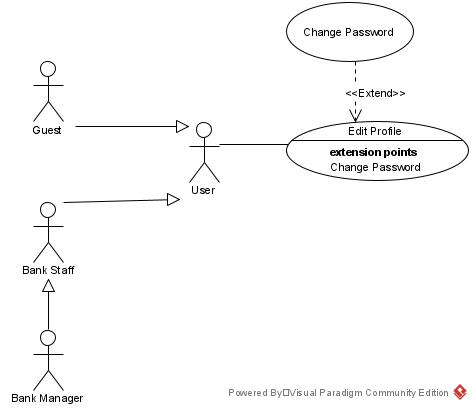 Change Password
<<Extend>>
Edit Profile
extension points
Change Password
Guest
User
Bank Staff
Bank Manager
Powered By Visual Paradigm Community Edition